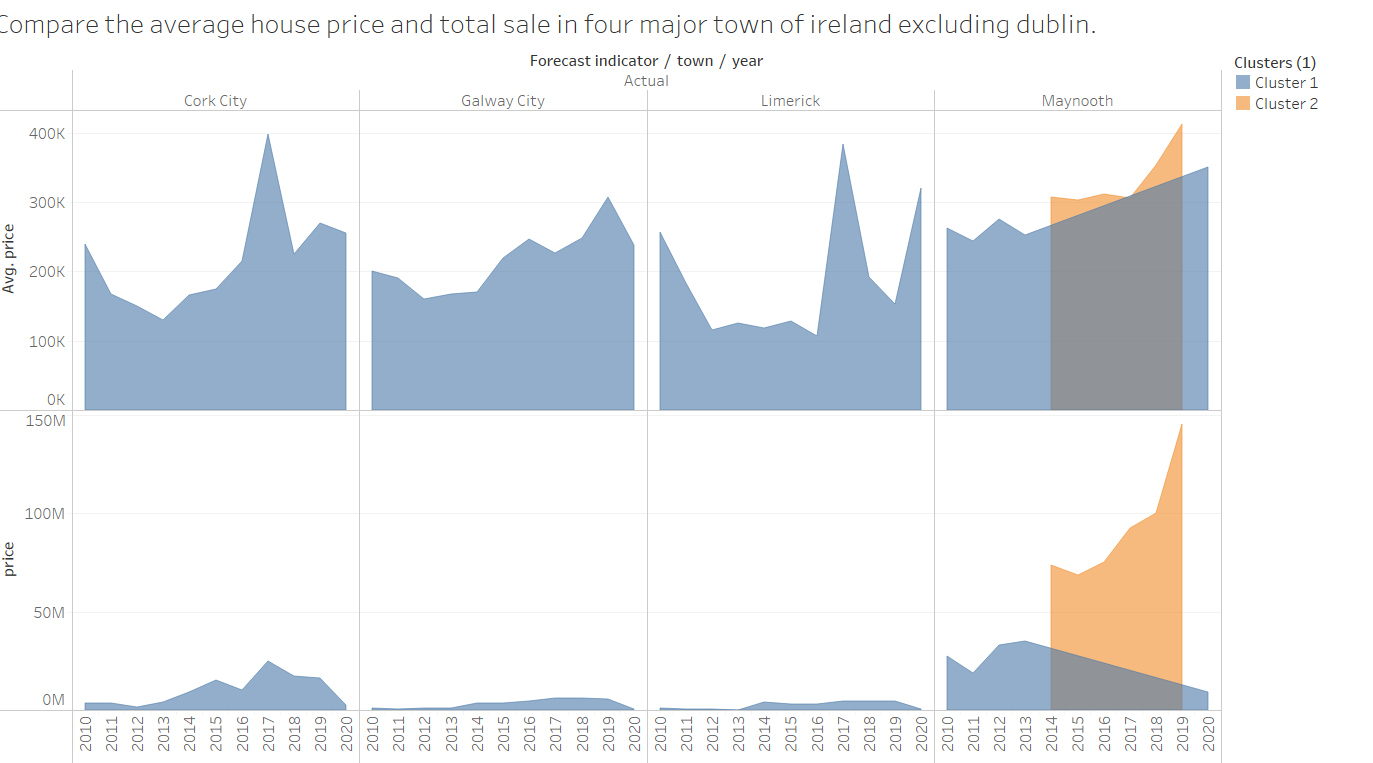 Compare the average house price and total sale in four major town of ireland excluding dublin.
Forecast indicator / town / year
Clusters (1)
Actual
Cluster 1
Cork City
Galway City
Limerick
Maynooth
Cluster 2
400K
300K
200K
100K
0K
Avg. price
150M
100M
50M
0M
price
2010 2011 2012 2013 2014 2015 2016 2017 2018 2019 2020 2010 2011 2012 2013 2014 2015 2016 2017 2018 2019 2020 2010 2011 2012 2013 2014 2015 2016 2017 2018 2019 2020 2010 2011 2012 2013 2014 2015 2016 2017 2018 2019 2020